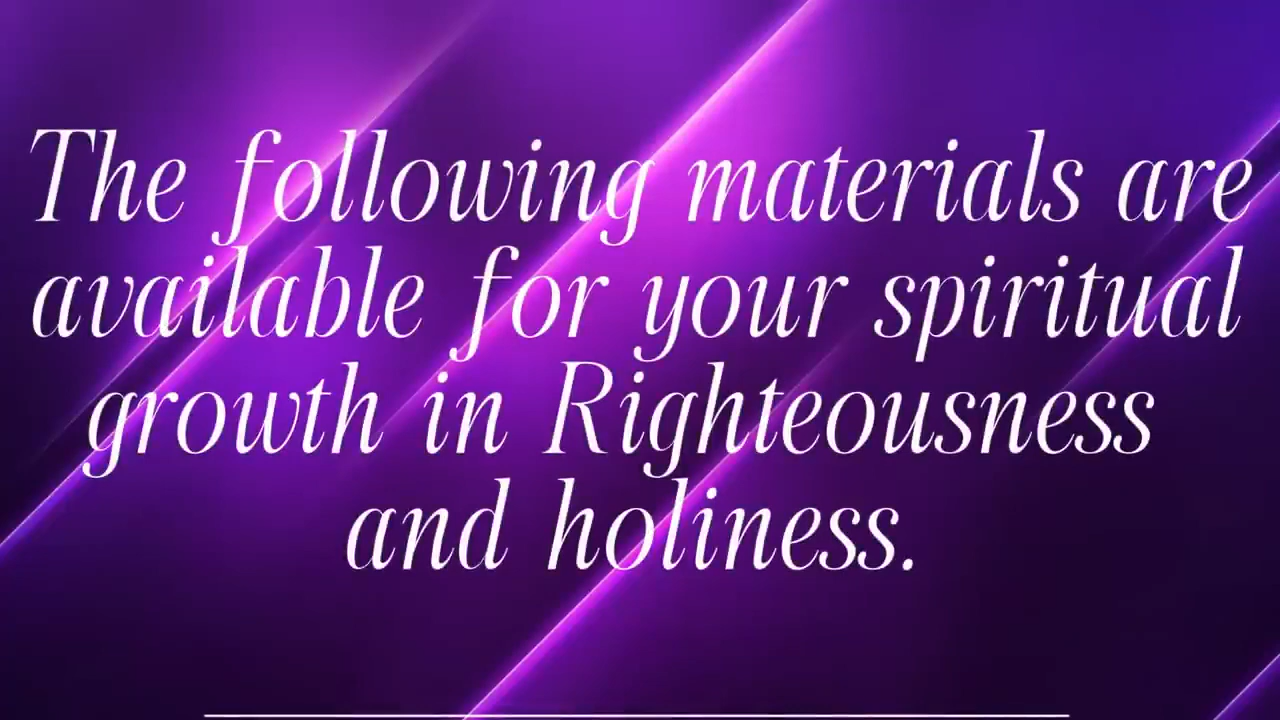 The following materials are
available for your spiritual
growth in Righteousness
and holiness.